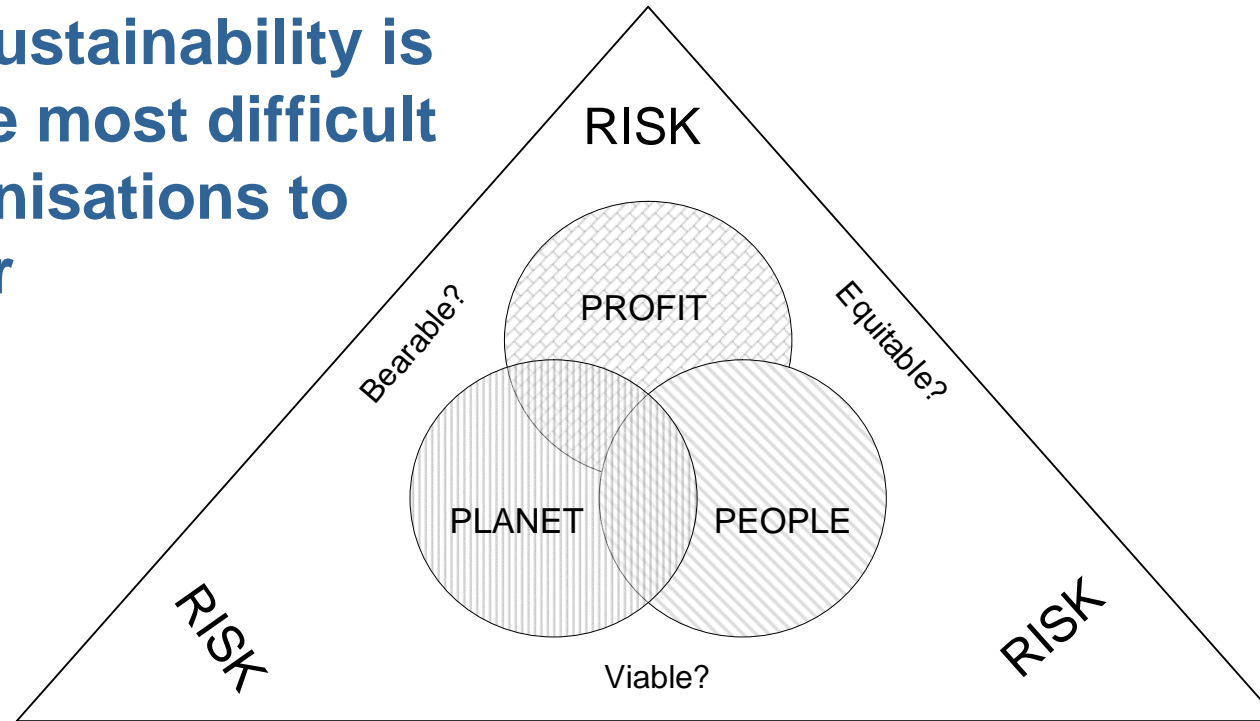 ustainability is
e most difficult
nisations to
r
RISK
PROFIT
Bearable?
Equitable?
PLANET
PEOPLE
RISK
RISK
Viable?